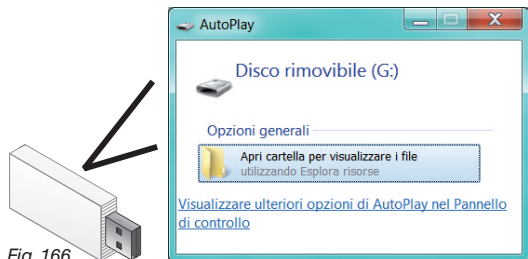 AutoPlay
Disco rimovibile (G:)
Opzioni generali
Apri cartella per visualizzare i file
utilizzando Esplora risorse
Visualizzare ulteriori opzioni di AutoPlay nel Pannello
di controllo
Fig. 166